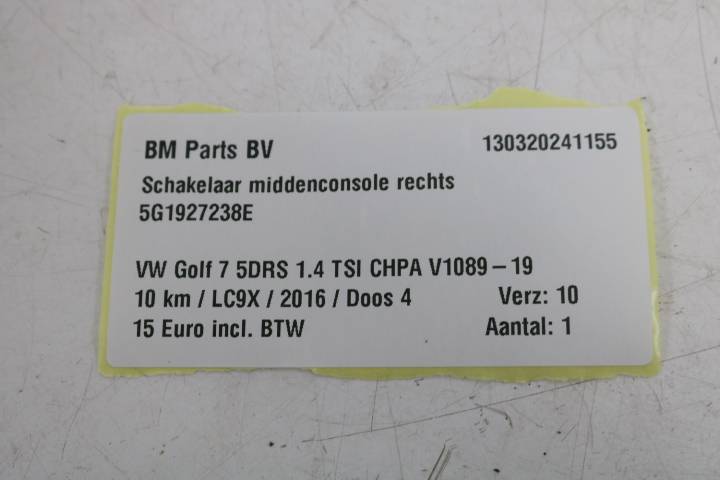 BM Parts BV 130320241155
Schakelaar middenconsole rechts
5G1927238E
VW Golf 7 5DRS 1.4 TSI CHPA V1089-19
10 km / LC9X / 2016 / Doos 4 Verz: 10
15 Euro incl. BTW Aantal: 1